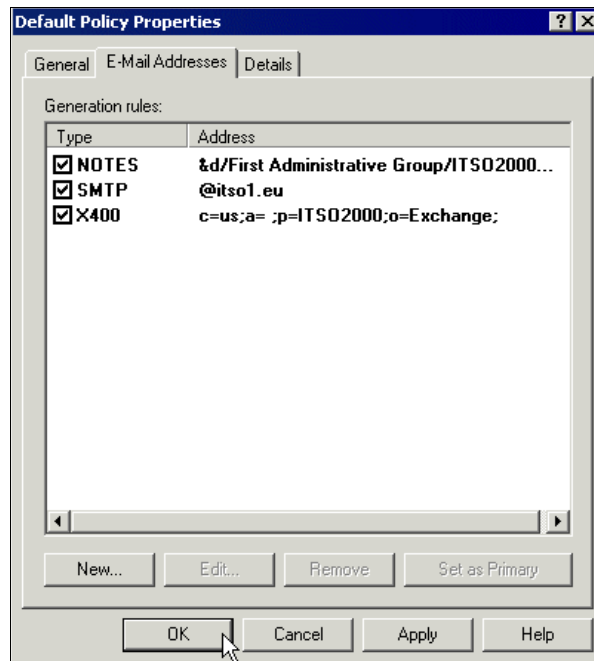 Default Policy Properties
General E-Mail Addresses Details
Generation rules:
Type Address
NOTES &d/First Administrative Group/ITSO2000...
SMTP @itso1.eu
X400 c=us;a= ;p=ITSO2000;o=Exchange;
New... Edit... Remove Set as Primary
OK Cancel Apply Help